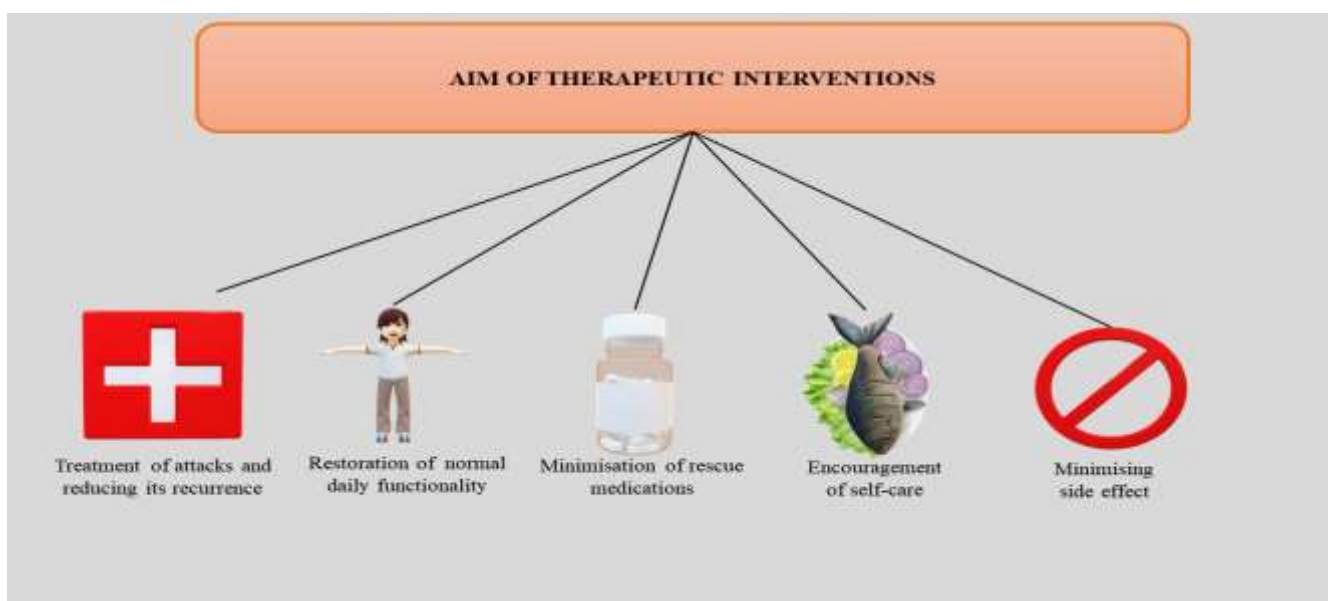 AIM OF THERAPEUTIC INTERVENTIONS
Treatment of attacks and
reducing its recurrence
Restoration of normal
daily functionality
Minimisation of rescue
medications
Encouragement
of self-care
Minimising
side effect